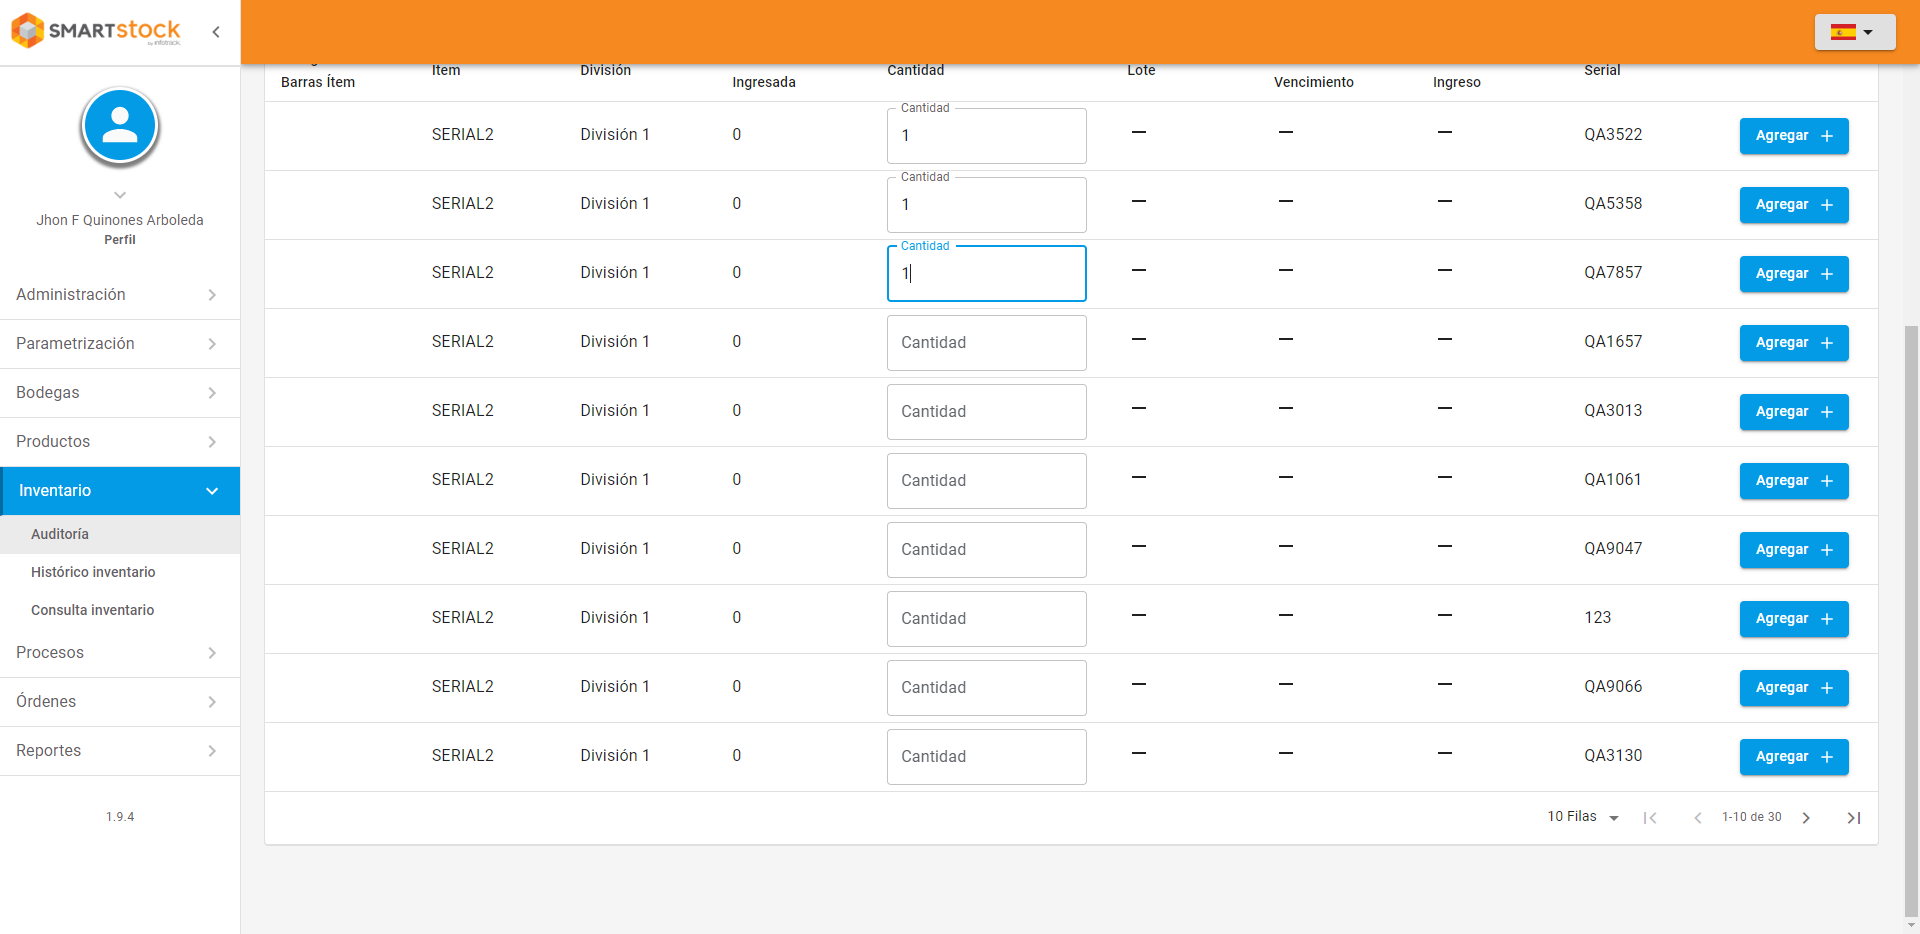 SMARTstock
by infotrack
Jhon F Quinones Arboleda
Perfil
Administración
Parametrización
Bodegas
Productos
Inventario
Auditoría
Histórico inventario
Consulta inventario
Procesos
Órdenes
Reportes
1.9.4
Barras Ítem
Item
División
Ingresada
Cantidad
Lote
Vencimiento
Ingreso
Serial
SERIAL2 División 1 0 Cantidad 1 — — — QA3522 Agregar +
SERIAL2 División 1 0 Cantidad 1 — — — QA5358 Agregar +
SERIAL2 División 1 0 Cantidad 1 — — — QA7857 Agregar +
SERIAL2 División 1 0 Cantidad — — — QA1657 Agregar +
SERIAL2 División 1 0 Cantidad — — — QA3013 Agregar +
SERIAL2 División 1 0 Cantidad — — — QA1061 Agregar +
SERIAL2 División 1 0 Cantidad — — — QA9047 Agregar +
SERIAL2 División 1 0 Cantidad — — — 123 Agregar +
SERIAL2 División 1 0 Cantidad — — — QA9066 Agregar +
SERIAL2 División 1 0 Cantidad — — — QA3130 Agregar +
10 Filas 1-10 de 30